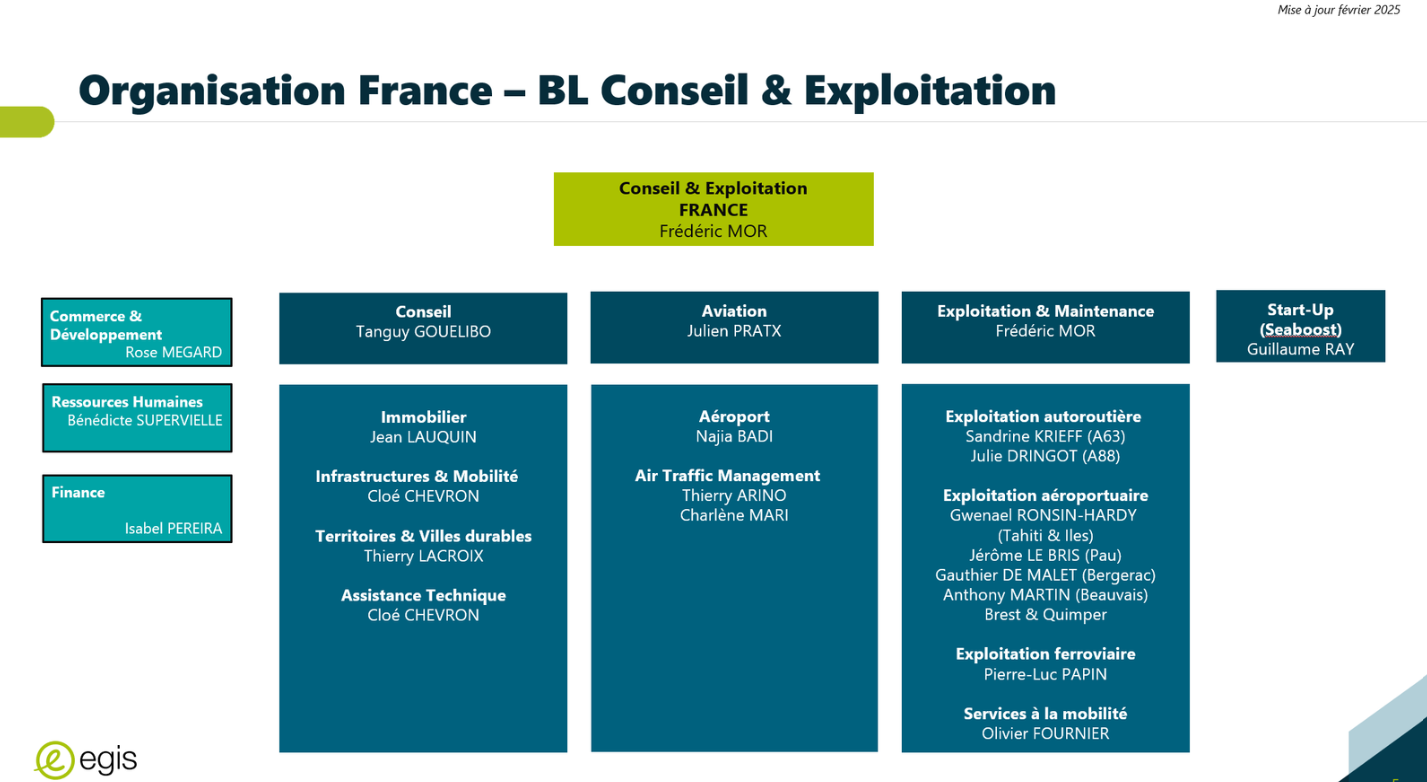 Mise à jour février 2025
Organisation France – BL Conseil & Exploitation
Conseil & Exploitation
FRANCE
Frédéric MOR
Commerce &
Développement
Rose MEGARD
Ressources Humaines
Bénédicte SUPERVIELLE
Finance
Isabel PEREIRA
Conseil
Tanguy GOUELIBO
Immobilier
Jean LAUQUIN
Infrastructures & Mobilité
Cloé CHEVRON
Territoires & Villes durables
Thierry LACROIX
Assistance Technique
Cloé CHEVRON
Aviation
Julien PRATX
Aéroport
Najia BADI
Air Traffic Management
Thierry ARINO
Charlène MARI
Exploitation & Maintenance
Frédéric MOR
Exploitation autoroutière
Sandrine KRIEFF (A63)
Julie DRINGOT (A88)
Exploitation aéroportuaire
Gwenael RONSIN-HARDY
(Tahiti & Iles)
Jérôme LE BRIS (Pau)
Gauthier DE MALET (Bergerac)
Anthony MARTIN (Beauvais)
Brest & Quimper
Exploitation ferroviaire
Pierre-Luc PAPIN
Services à la mobilité
Olivier FOURNIER
Start-Up
(Seaboost)
Guillaume RAY
egis